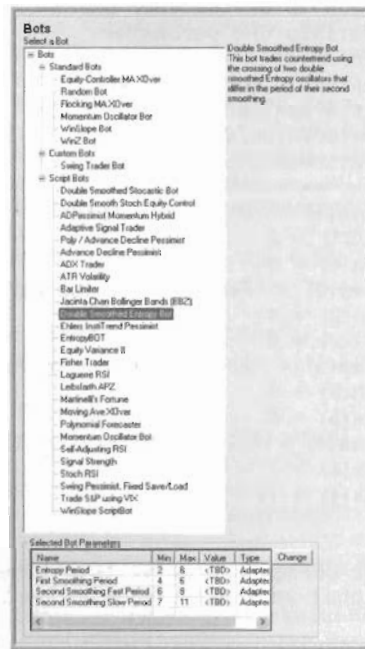 Bots
Select a Bot
Bots
Standard Bots
Equity-Controller MA XOver
Random Bot
Flocking MA XOver
Momentum Oscillator Bot
WinSlope Bot
WinZ Bot
Custom Bots
Swing Trader Bot
Script Bots
Double Smoothed Stocastic Bot
Double Smooth Stoch Equity Control
ADPessimist Momentum Hybrid
Adaptive Signal Trader
Poly / Advance Decline Pessimist
Advance Decline Pessimist
ADX Trader
ATR Volatility
Bar Limiter
Jacinta Chan Bollinger Bands (BBZ)
Double Smoothed Entropy Bot
Ehlers InstiTrend Pessimist
EntropyBOT
Equity Variance II
Fisher Trader
Laguerre RSI
Leibsfarth APZ
Martinelli's Fortune
Moving Ave XOver
Polynomial Forecaster
Momentum Oscillator Bot
Self-Adjusting RSI
Signal Strength
Stoch RSI
Swing Pessimist, Fixed Save/Load
Trade S&P using VIX
WinSlope ScriptBot
Double Smoothed Entropy Bot
This bot trades countertrend using
the crossing of two double
smoothed Entropy oscillators that
differ in the period of their second
smoothing.
Selected Bot Parameters
Name Min Max Value Type
Entropy Period 2 6 <TBD> Adapted
First Smoothing Period 4 6 <TBD> Adapted
Second Smoothing Fast Period 6 8 <TBD> Adapted
Second Smoothing Slow Period 7 11 <TBD> Adapted
Change